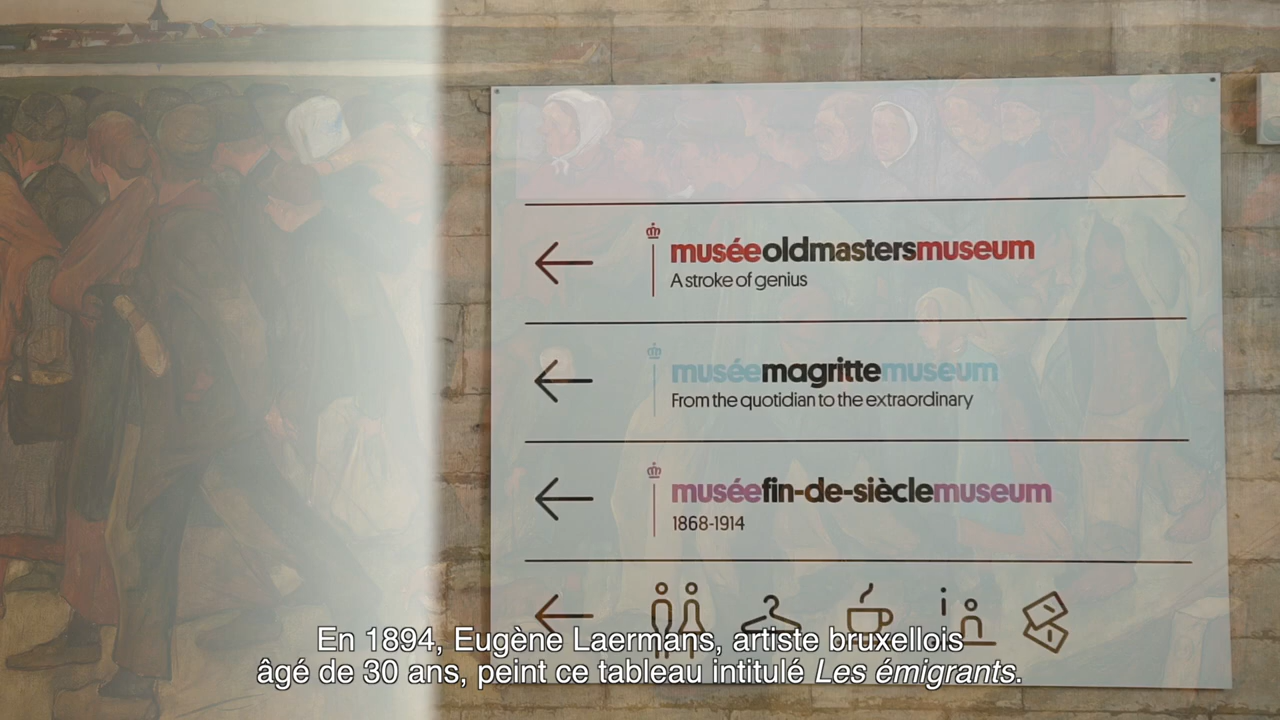 muséeoldmastersmuseum
A stroke of genius
muséemagrittemuseum
From the quotidian to the extraordinary
muséefin-de-sièclemuseum
1868-1914
i
En 1894, Eugène Laermans, artiste bruxellois
âgé de 30 ans, peint ce tableau intitulé Les émigrants.